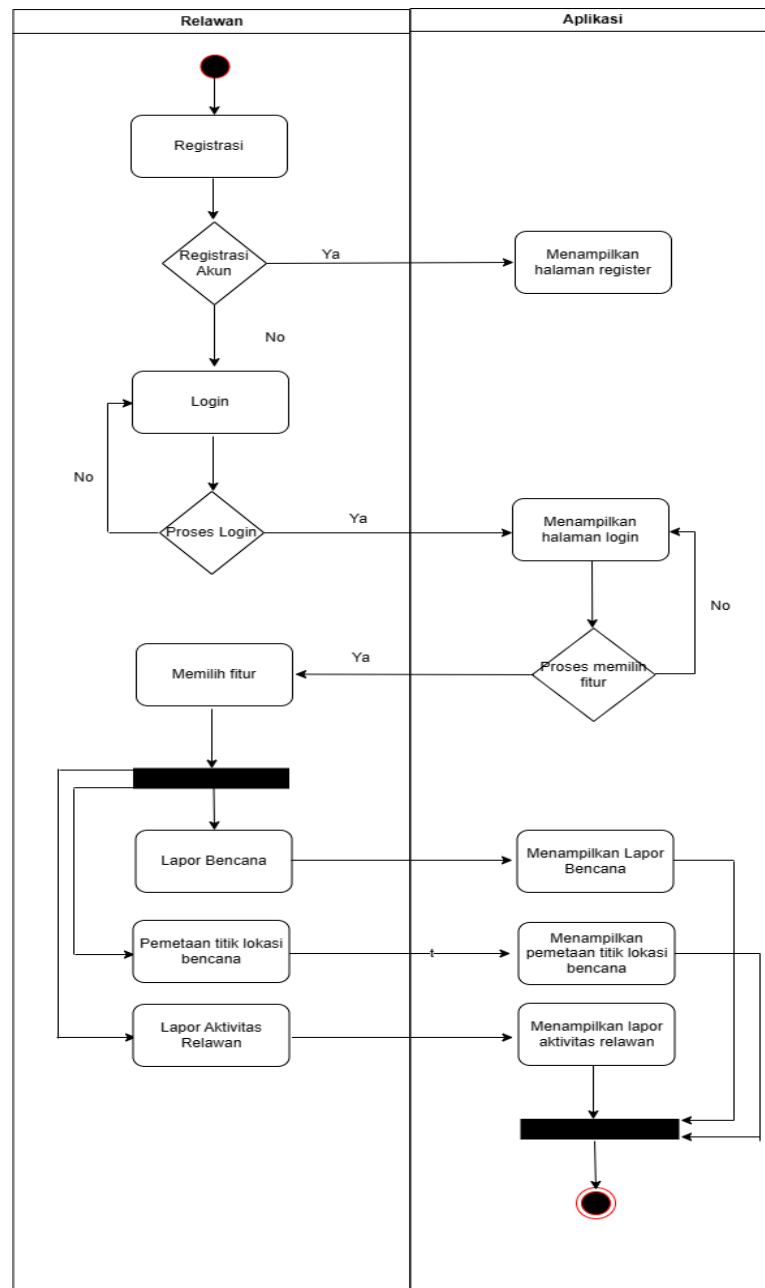 Relawan
Aplikasi
Registrasi
Registrasi
Akun
Ya
Menampilkan
halaman register
No
Login
No
Proses Login
Ya
Menampilkan
halaman login
No
Proses memilih
fitur
Ya
Memilih fitur
Lapor Bencana
Menampilkan Lapor
Bencana
Pemetaan titik lokasi
bencana
t
Menampilkan
pemetaan titik lokasi
bencana
Lapor Aktivitas
Relawan
Menampilkan lapor
aktivitas relawan